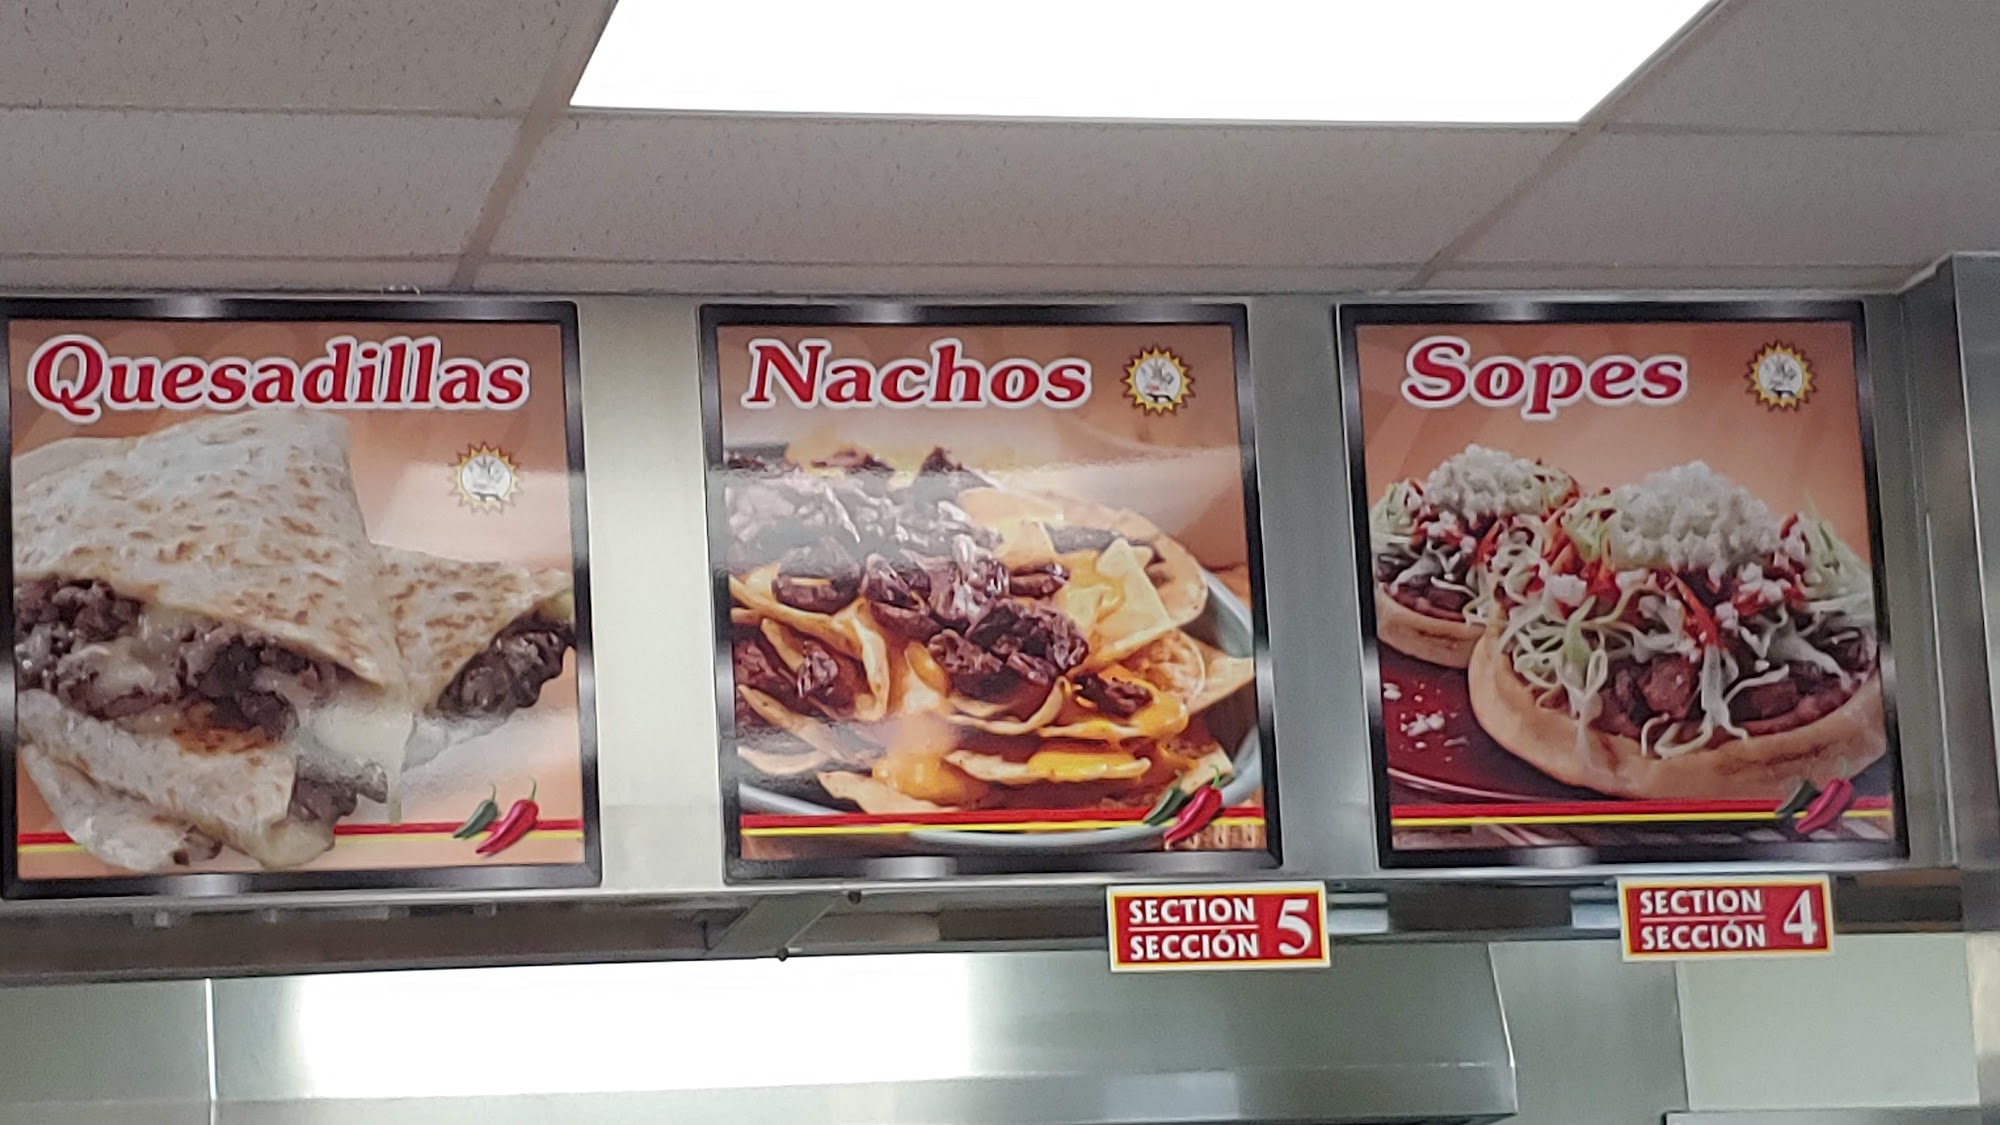 Quesadillas
Nachos
Sopes
SECTION
SECCIÓN 5
SECTION
SECCIÓN 4